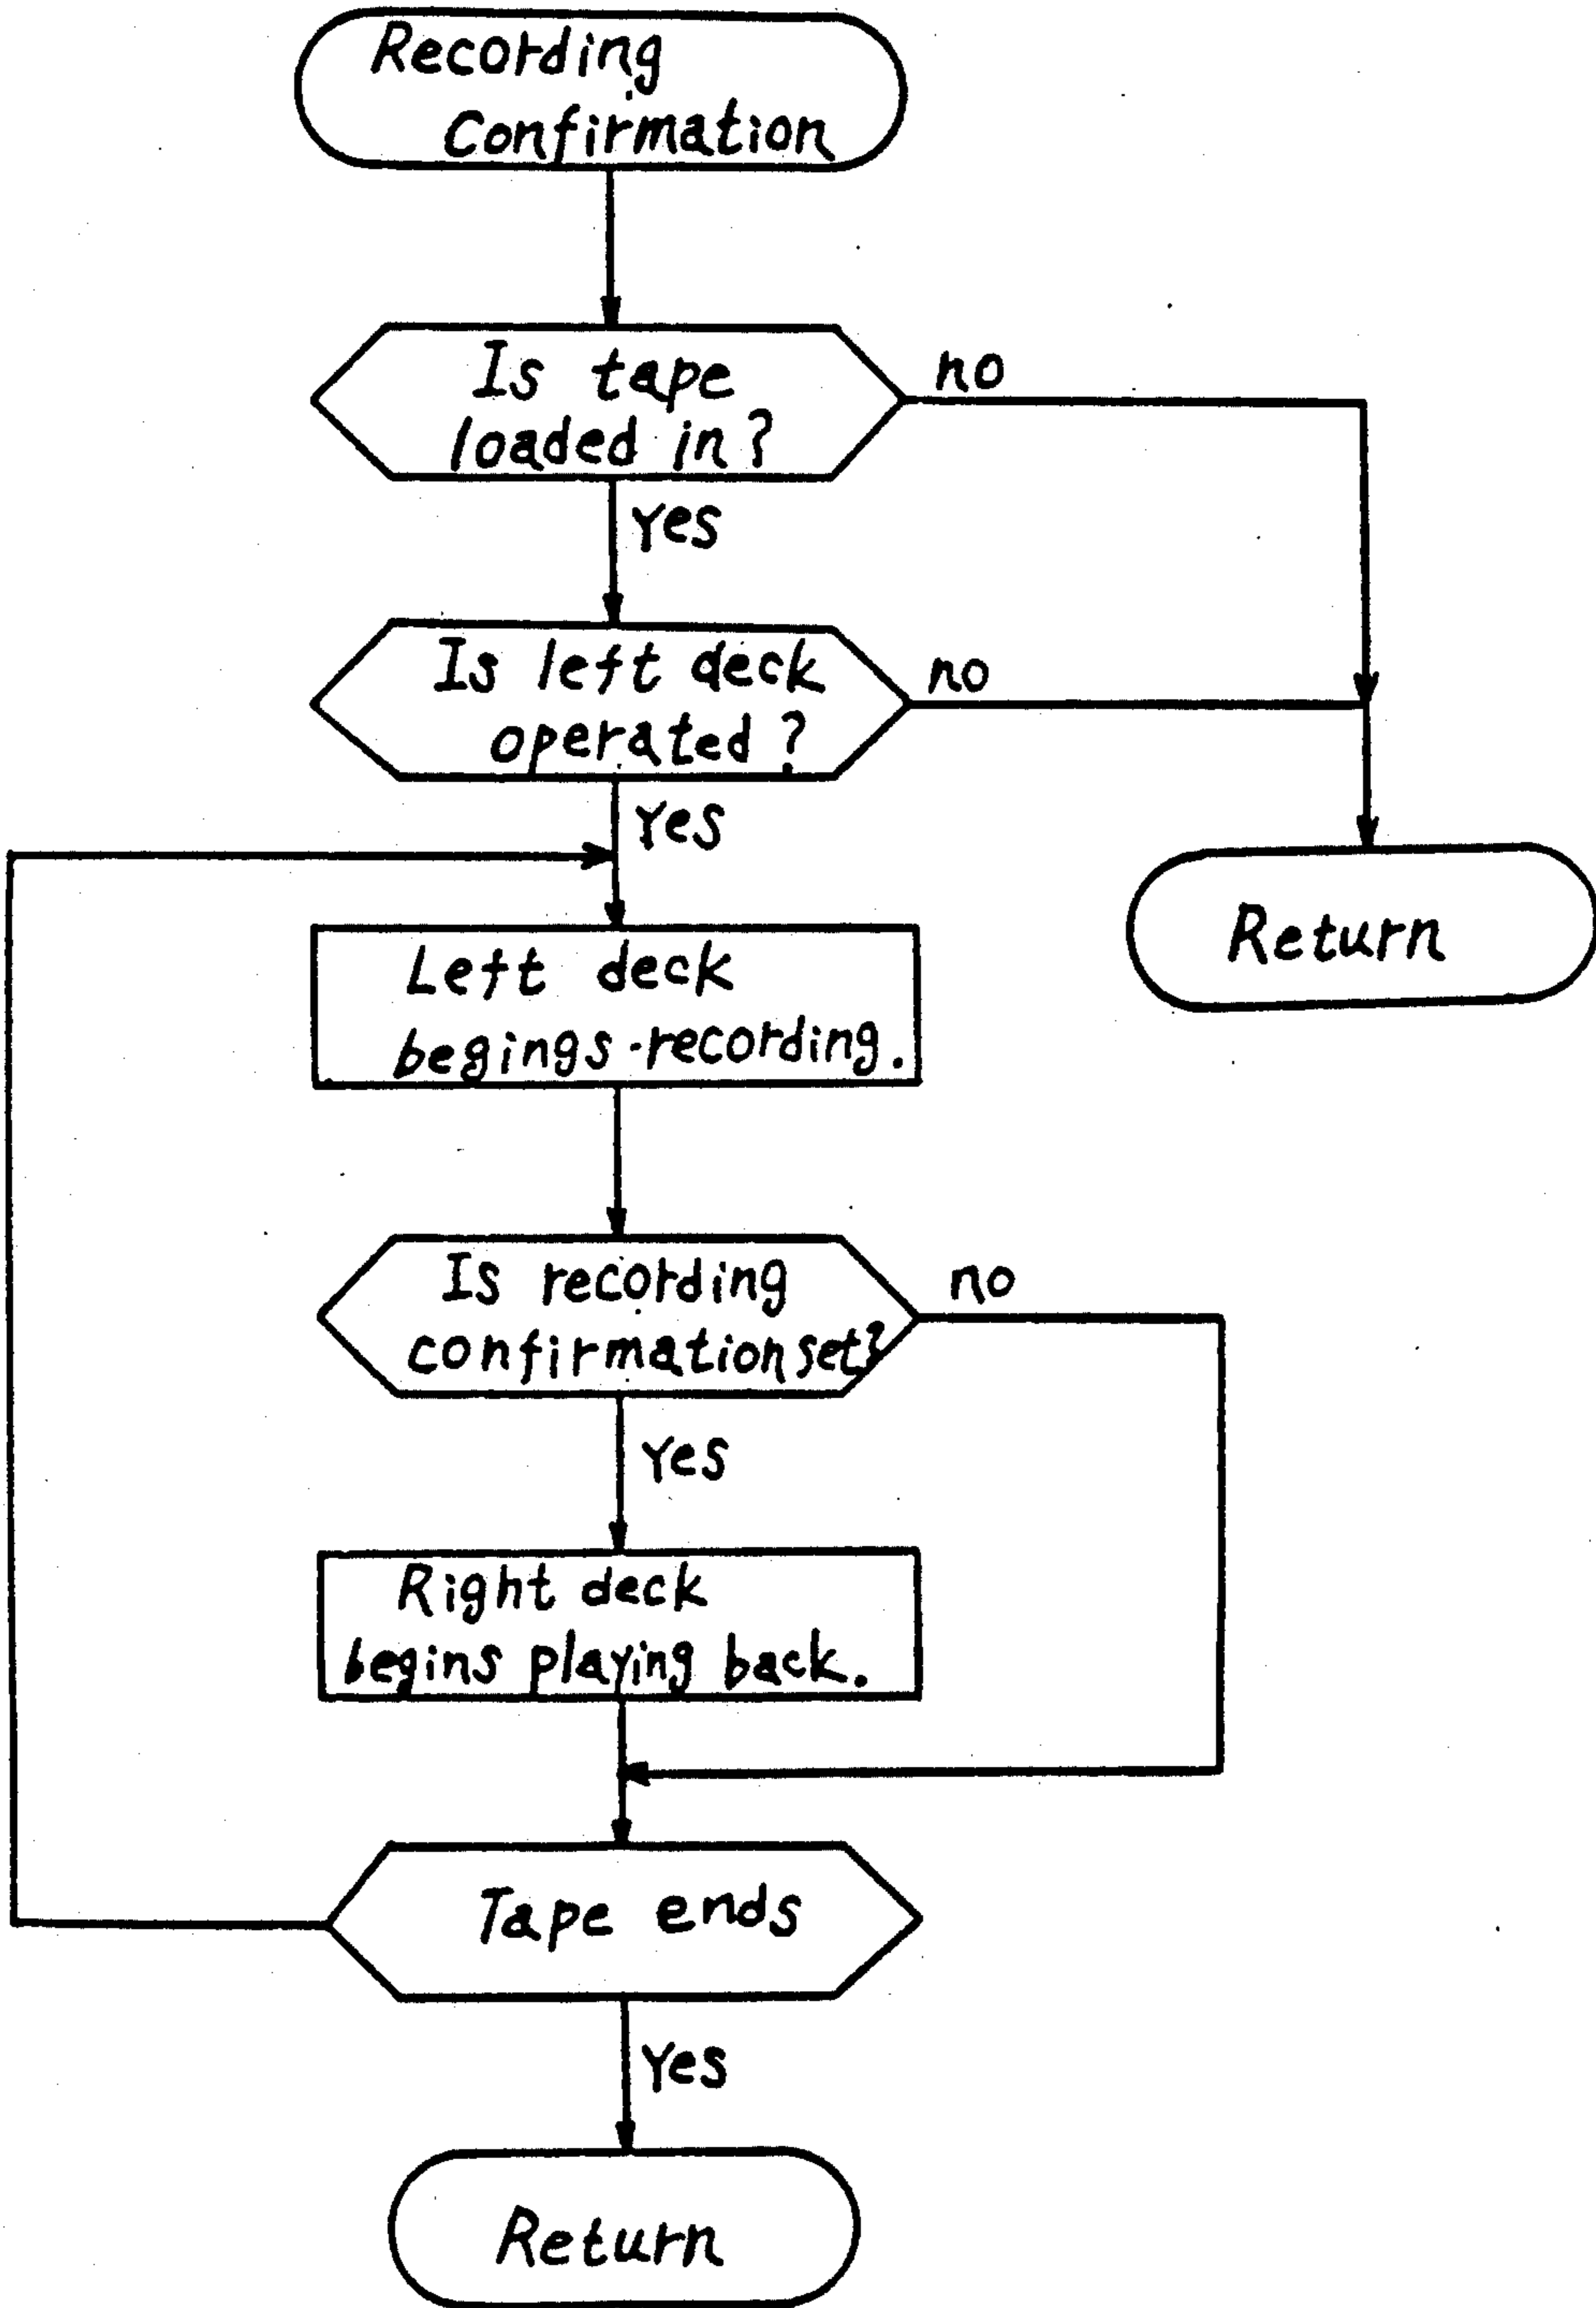 Recording
Confirmation
Is tape
loaded in?
no
Yes
Is left deck
operated?
no
Yes
Return
Left deck
begings recording.
Is recording
confirmation set?
no
Yes
Right deck
begins playing back.
Tape ends
Yes
Return